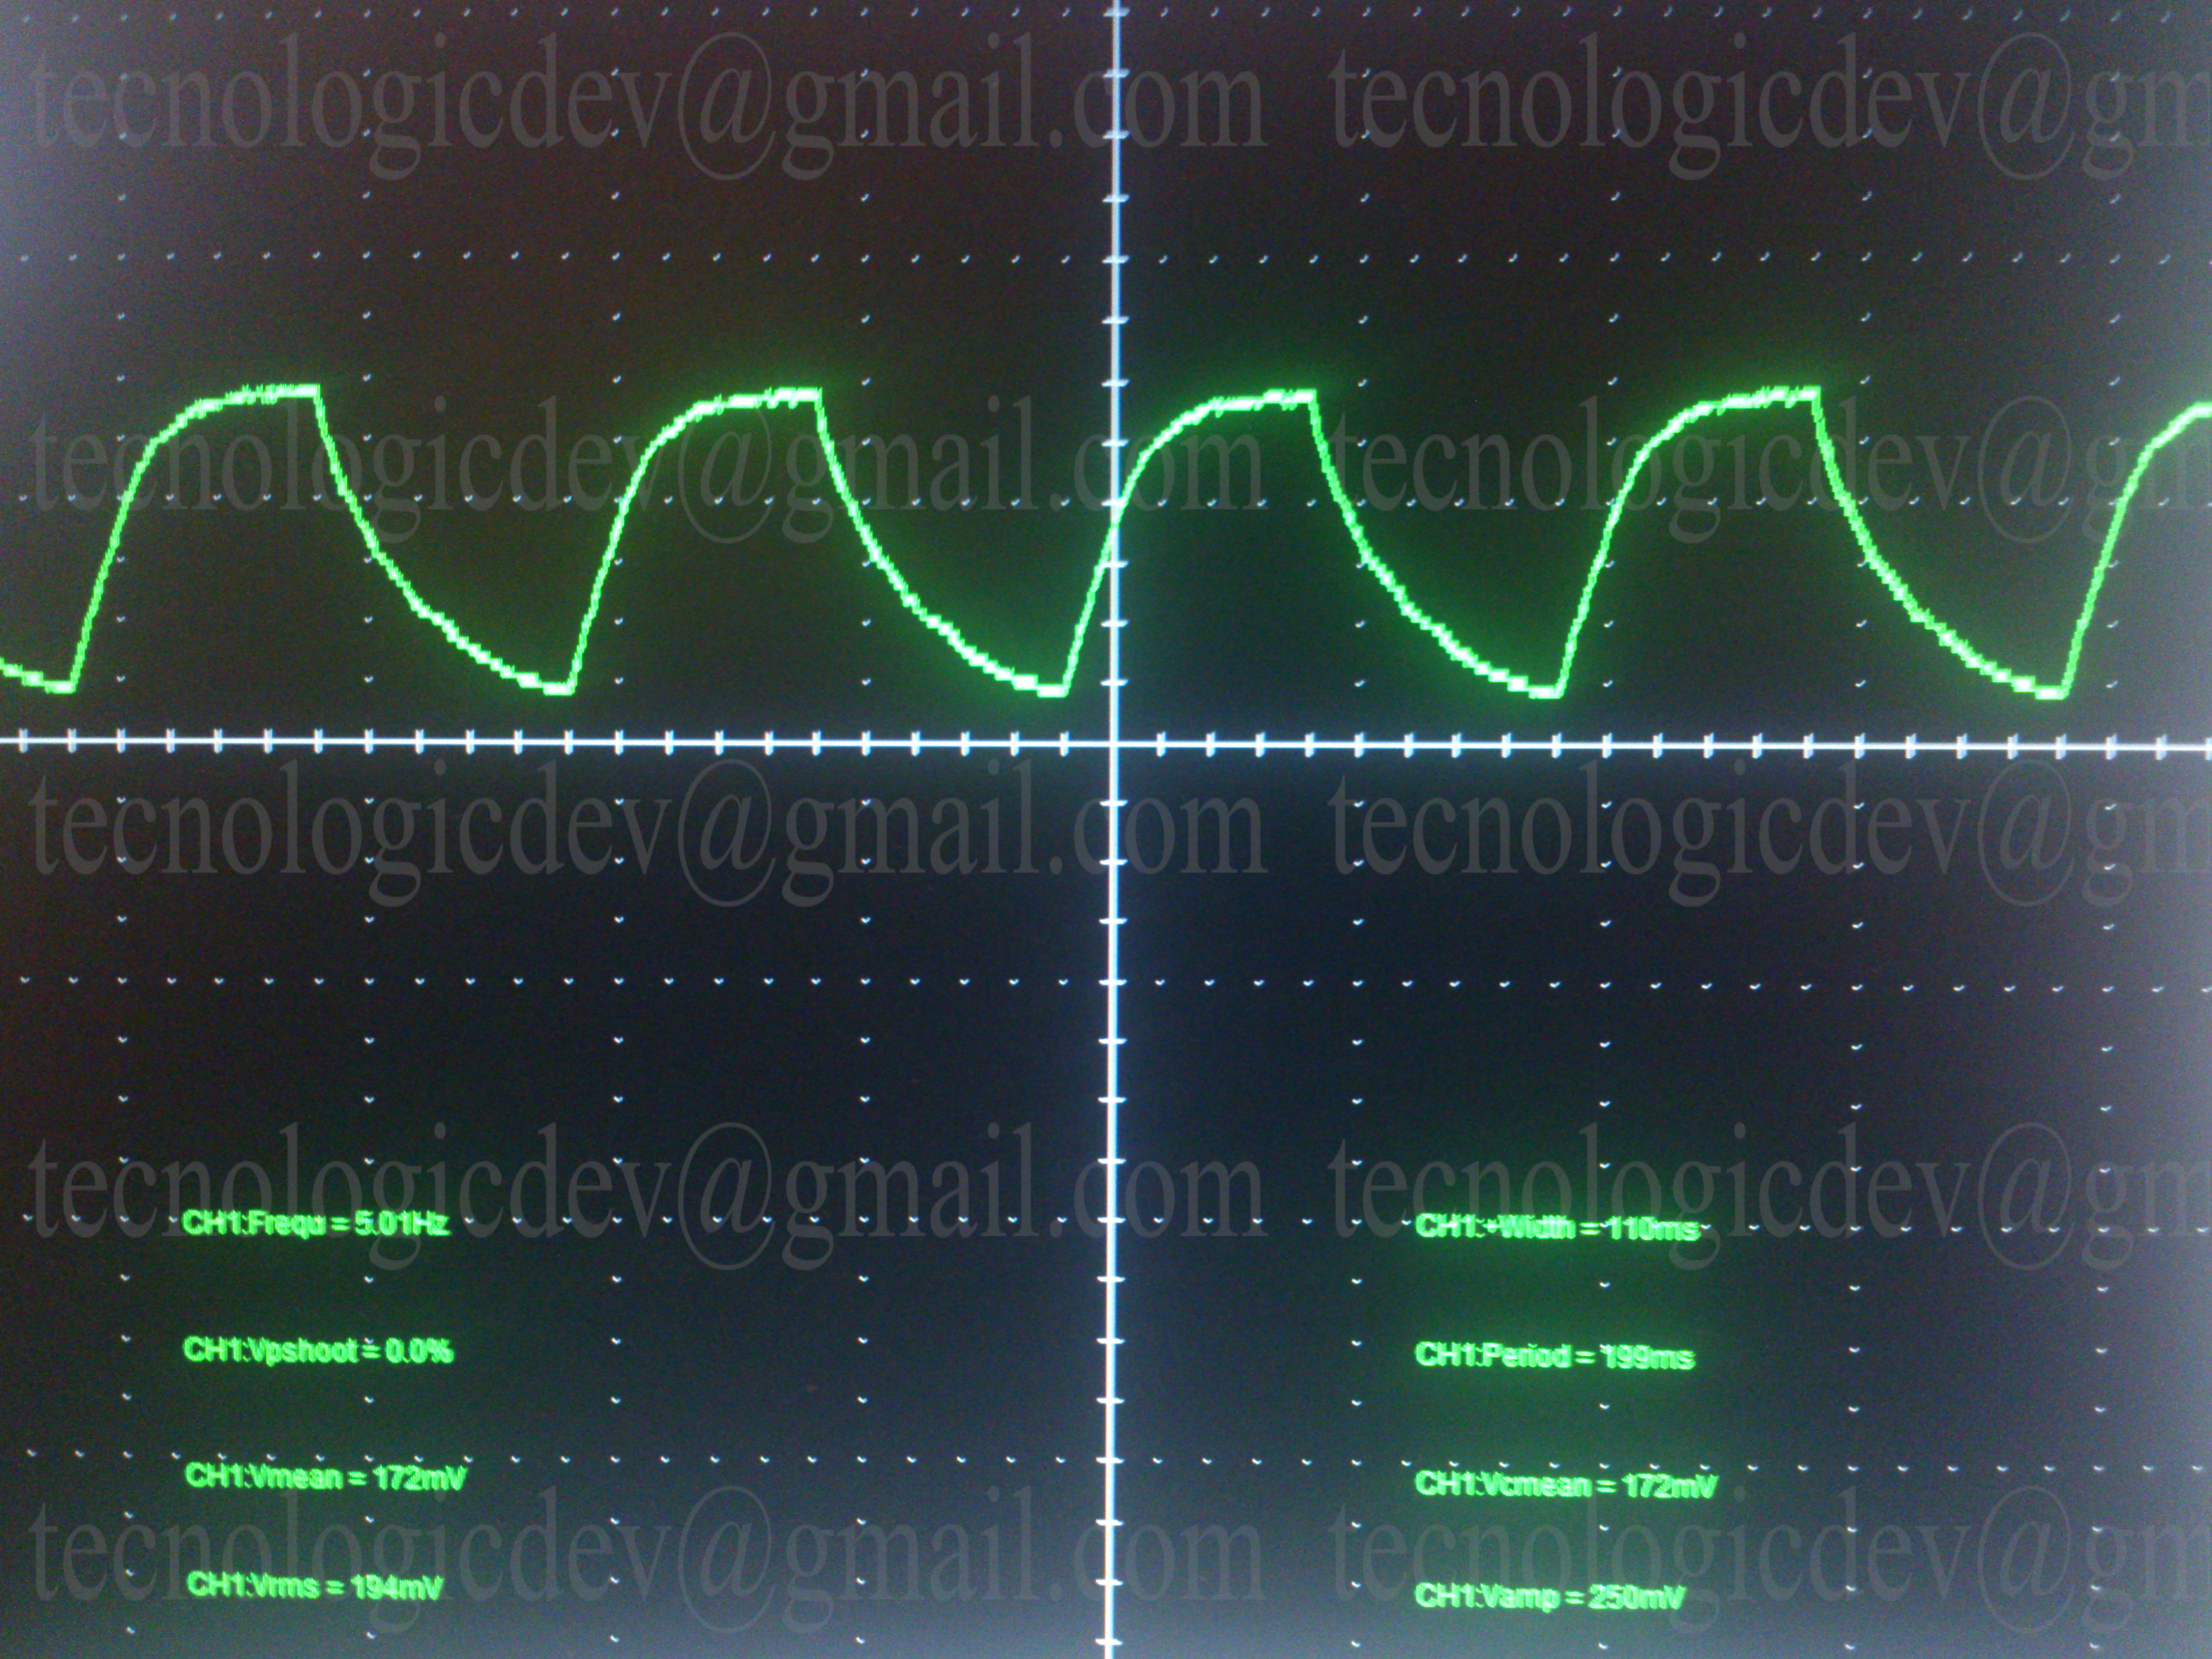 tecnologicdev@gmail.com tecnologicdev@gm
tecnologicdev@gmail.com tecnologicdev@gm
tecnologicdev@gmail.com tecnologicdev@gm
tecnologicdev@gmail.com tecnologicdev@gm
CH1:Frequ = 5.01Hz CH1:+Width = 110ms
CH1:Vpshoot = 0.0% CH1:Period = 199ms
CH1:Vmean = 172mV CH1:Vcmean = 172mV
tecnologicdev@gmail.com tecnologicdev@gm
CH1:Vrms = 194mV CH1:Vamp = 250mV